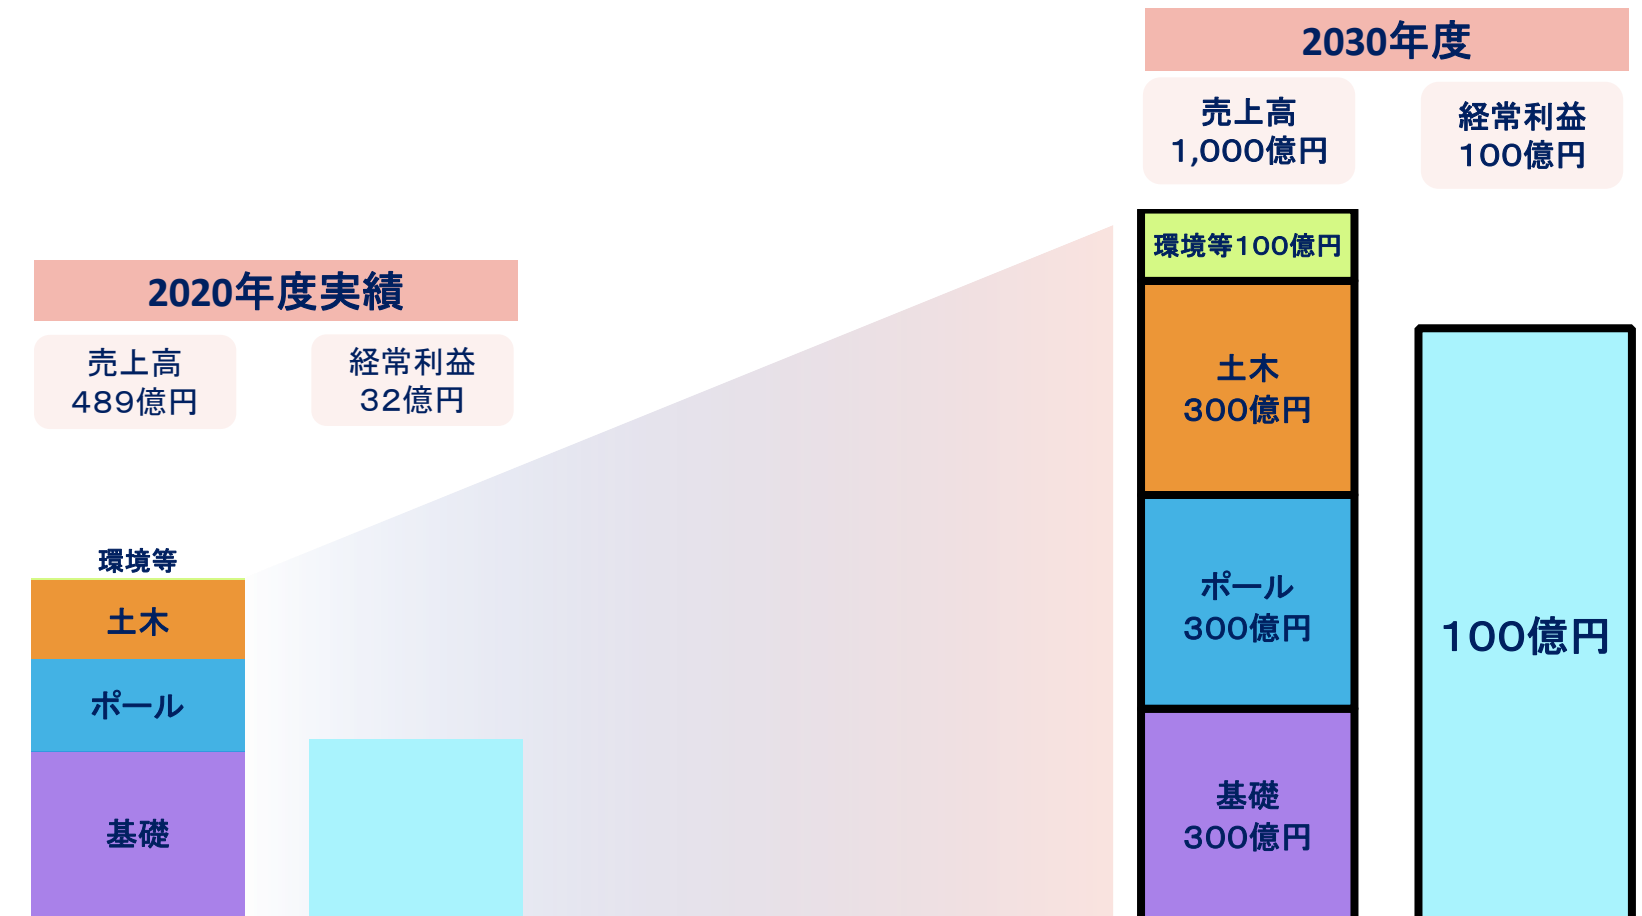 2030年度
売上高
1,000億円
経常利益
100億円
2020年度実績
売上高
489億円
経常利益
32億円
環境等
土木
ポール
基礎
環境等100億円
土木
300億円
ポール
300億円
基礎
300億円
100億円